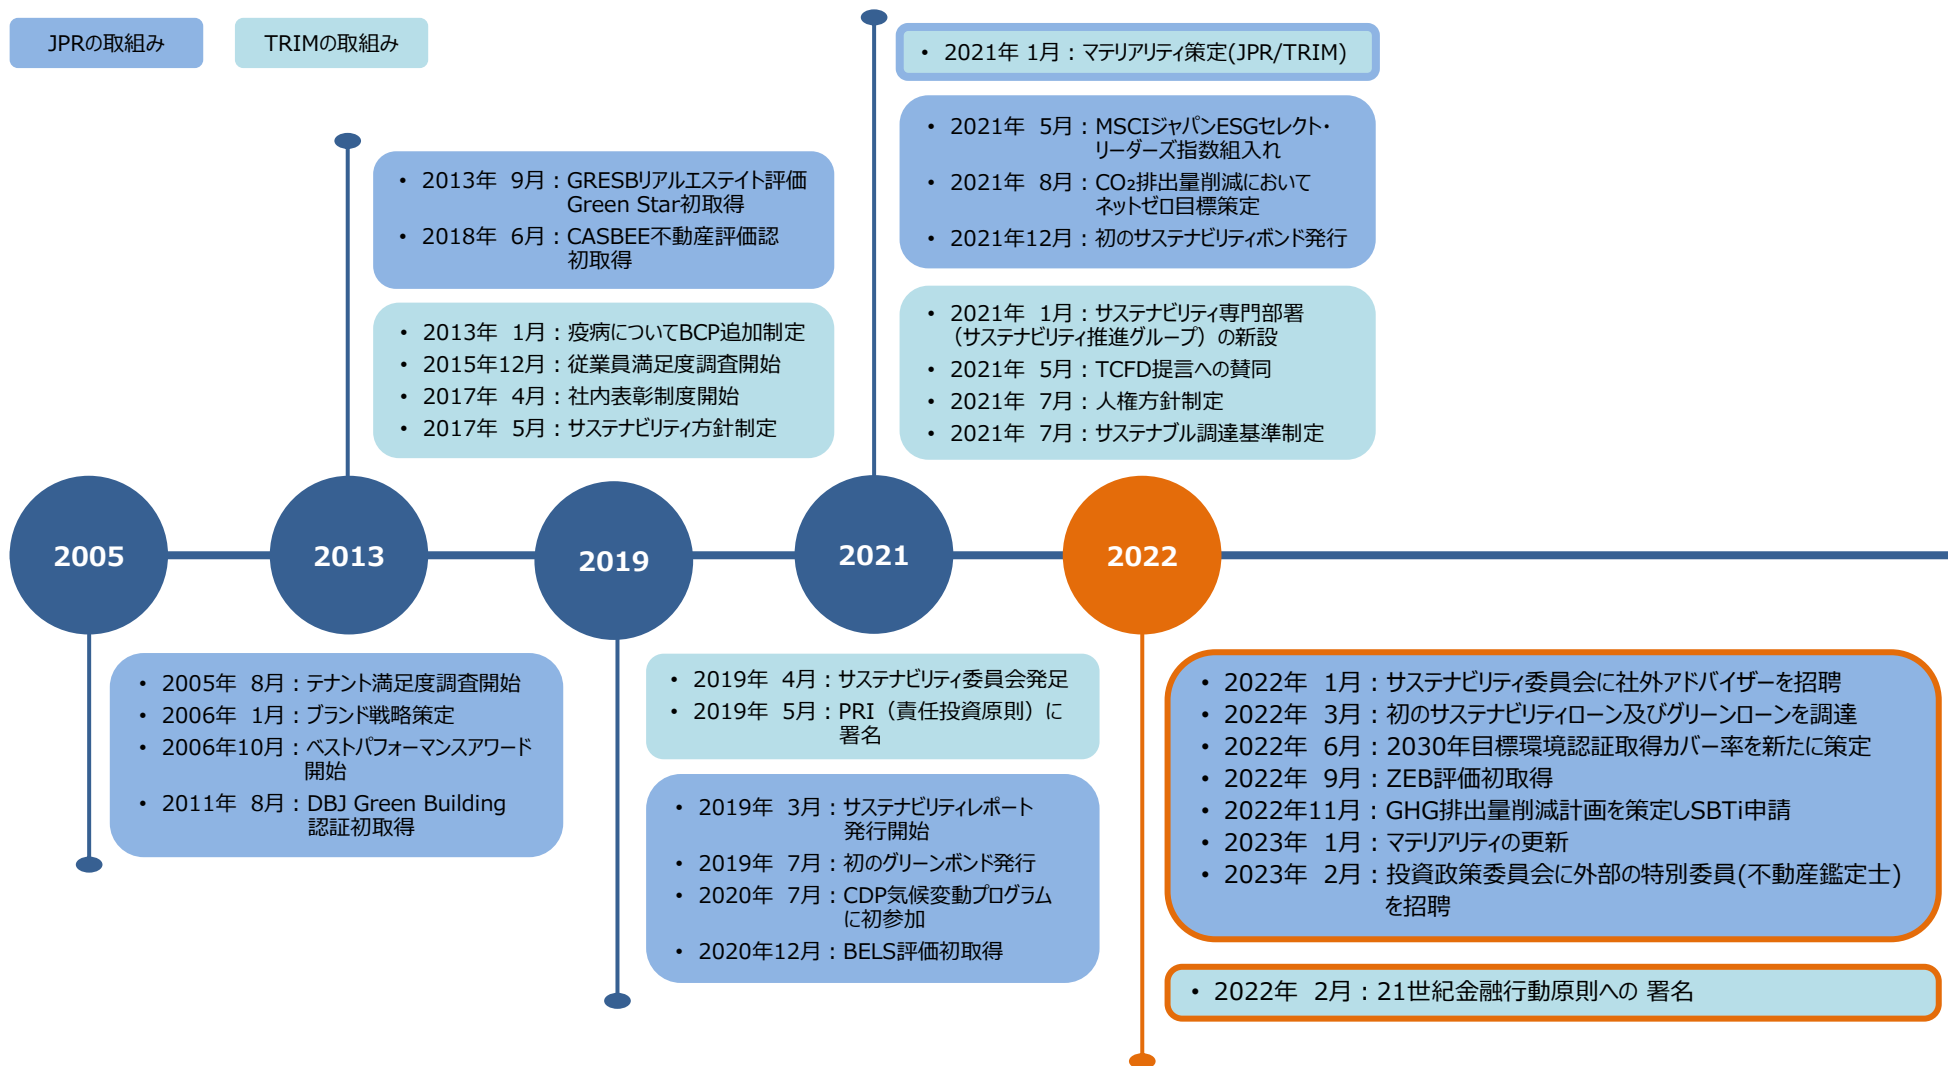 JPRの取組み
TRIMの取組み
• 2021年 1月：マテリアリティ策定(JPR/TRIM)
• 2021年 5月：MSCIジャパンESGセレクト・
リーダーズ指数組入れ
• 2021年 8月：CO₂排出量削減において
ネットゼロ目標策定
• 2021年12月：初のサステナビリティボンド発行
• 2013年 9月：GRESBリアルエステイト評価
Green Star初取得
• 2018年 6月：CASBEE不動産評価認
初取得
• 2013年 1月：疫病についてBCP追加制定
• 2015年12月：従業員満足度調査開始
• 2017年 4月：社内表彰制度開始
• 2017年 5月：サステナビリティ方針制定
• 2021年 1月：サステナビリティ専門部署
（サステナビリティ推進グループ）の新設
• 2021年 5月：TCFD提言への賛同
• 2021年 7月：人権方針制定
• 2021年 7月：サステナブル調達基準制定
2005
2013
2019
2021
2022
• 2005年 8月：テナント満足度調査開始
• 2006年 1月：ブランド戦略策定
• 2006年10月：ベストパフォーマンスアワード
開始
• 2011年 8月：DBJ Green Building
認証初取得
• 2019年 4月：サステナビリティ委員会発足
• 2019年 5月：PRI（責任投資原則）に
署名
• 2019年 3月：サステナビリティレポート
発行開始
• 2019年 7月：初のグリーンボンド発行
• 2020年 7月：CDP気候変動プログラム
に初参加
• 2020年12月：BELS評価初取得
• 2022年 1月：サステナビリティ委員会に社外アドバイザーを招聘
• 2022年 3月：初のサステナビリティローン及びグリーンローンを調達
• 2022年 6月：2030年目標環境認証取得カバー率を新たに策定
• 2022年 9月：ZEB評価初取得
• 2022年11月：GHG排出量削減計画を策定しSBTi申請
• 2023年 1月：マテリアリティの更新
• 2023年 2月：投資政策委員会に外部の特別委員(不動産鑑定士)
を招聘
• 2022年 2月：21世紀金融行動原則への 署名